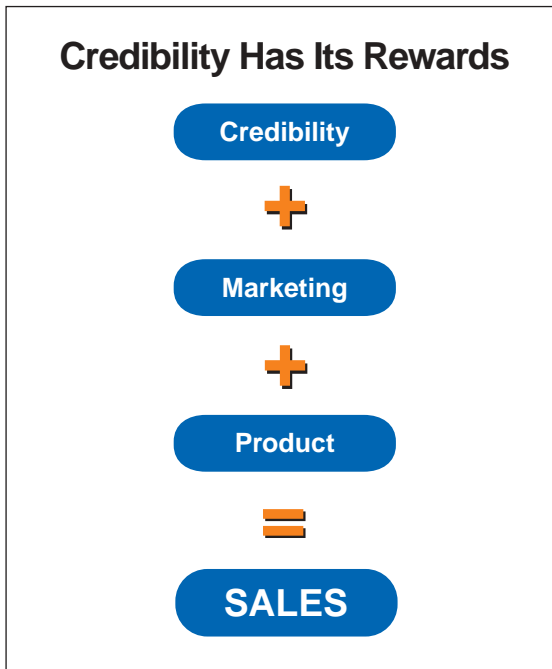 Credibility Has Its Rewards
Credibility
+
Marketing
+
Product
=
SALES